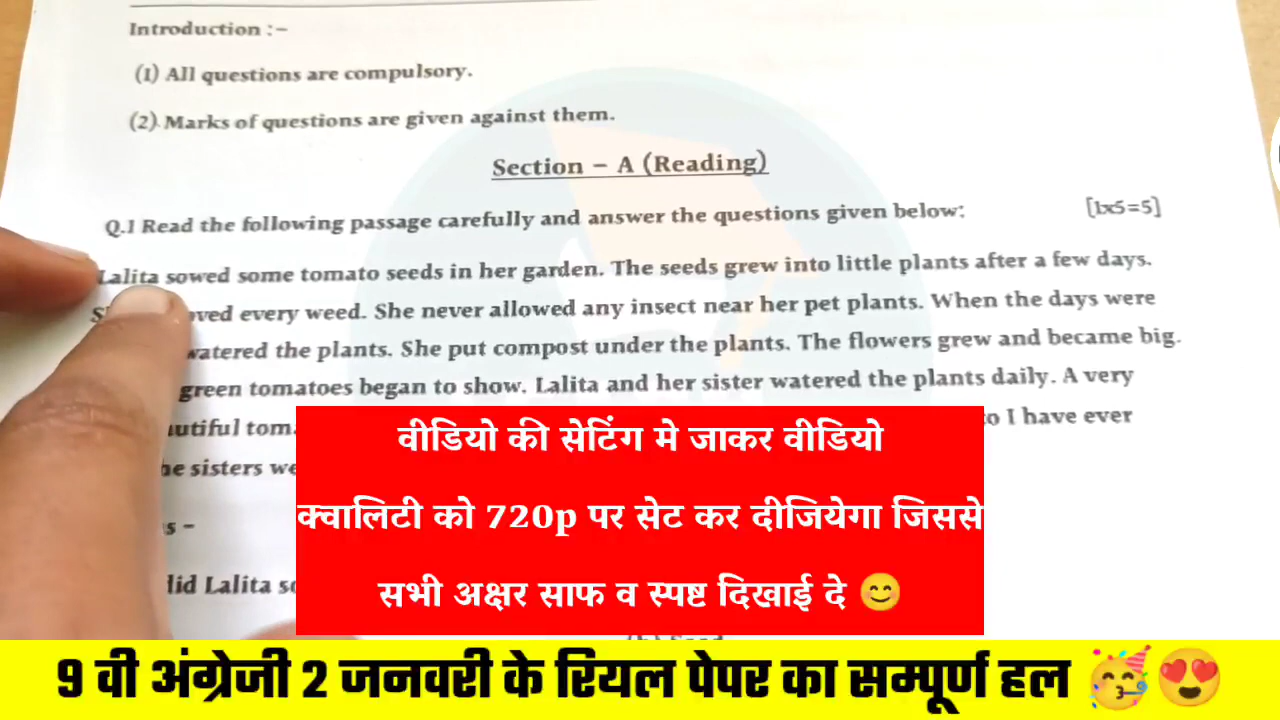 Introduction :-
(1) All questions are compulsory.
(2) Marks of questions are given against them.
Section – A (Reading)
Q.1 Read the following passage carefully and answer the questions given below: [1x5=5]
Lalita sowed some tomato seeds in her garden. The seeds grew into little plants after a few days.
every weed. She never allowed any insect near her pet plants. When the days were
watered the plants. She put compost under the plants. The flowers grew and became big.
green tomatoes began to show. Lalita and her sister watered the plants daily. A very
I have ever
sisters
Lalita
वीडियो की सेटिंग मे जाकर वीडियो
क्वालिटी को 720p पर सेट कर दीजियेगा जिससे
सभी अक्षर साफ व स्पष्ट दिखाई दे 😊
9 वी अंग्रेजी 2 जनवरी के रियल पेपर का सम्पूर्ण हल 🥳😍